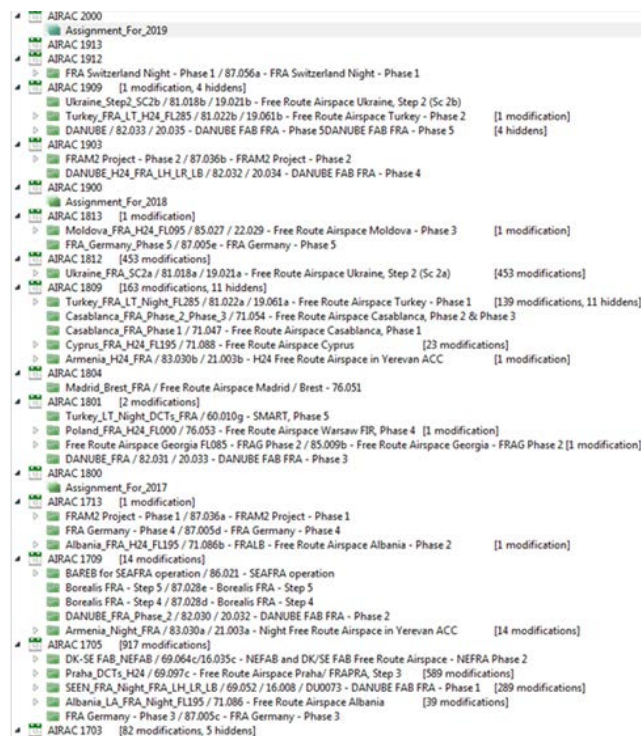 AIRAC 2000
Assignment_For_2019
AIRAC 1913
AIRAC 1912
FRA Switzerland Night - Phase 1 / 87.056a - FRA Switzerland Night - Phase 1
AIRAC 1909 [1 modification, 4 hiddens]
Ukraine_Step2_SC2b / 81.018b / 19.021b - Free Route Airspace Ukraine, Step 2 (Sc 2b)
Turkey_FRA_LT_H24_FL285 / 81.022b / 19.061b - Free Route Airspace Turkey - Phase 2 [1 modification]
DANUBE / 82.033 / 20.035 - DANUBE FAB FRA - Phase 5DANUBE FAB FRA - Phase 5 [4 hiddens]
AIRAC 1903
FRAM2 Project - Phase 2 / 87.036b - FRAM2 Project - Phase 2
DANUBE_H24_FRA_LH_LR_LB / 82.032 / 20.034 - DANUBE FAB FRA - Phase 4
AIRAC 1900
Assignment_For_2018
AIRAC 1813 [1 modification]
Moldova_FRA_H24_FL095 / 85.027 / 22.029 - Free Route Airspace Moldova - Phase 3 [1 modification]
FRA_Germany_Phase 5 / 87.005e - FRA Germany - Phase 5
AIRAC 1812 [453 modifications]
Ukraine_FRA_SC2a / 81.018a / 19.021a - Free Route Airspace Ukraine, Step 2 (Sc 2a) [453 modifications]
AIRAC 1809 [163 modifications, 11 hiddens]
Turkey_FRA_LT_Night_FL285 / 81.022a / 19.061a - Free Route Airspace Turkey - Phase 1 [139 modifications, 11 hiddens]
Casablanca_FRA_Phase_2_Phase_3 / 71.054 - Free Route Airspace Casablanca, Phase 2 & Phase 3
Casablanca_FRA_Phase 1 / 71.047 - Free Route Airspace Casablanca, Phase 1
Cyprus_FRA_H24_FL195 / 71.088 - Free Route Airspace Cyprus [23 modifications]
Armenia_H24_FRA / 83.030b / 21.003b - H24 Free Route Airspace in Yerevan ACC [1 modification]
AIRAC 1804
Madrid_Brest_FRA / Free Route Airspace Madrid / Brest - 76.051
AIRAC 1801 [2 modifications]
Turkey_LT_Night_DCTs_FRA / 60.010g - SMART, Phase 5
Poland_FRA_H24_FL000 / 76.053 - Free Route Airspace Warsaw FIR, Phase 4 [1 modification]
Free Route Airspace Georgia FL085 - FRAG Phase 2 / 85.009b - Free Route Airspace Georgia - FRAG Phase 2 [1 modification]
DANUBE_FRA / 82.031 / 20.033 - DANUBE FAB FRA - Phase 3
AIRAC 1800
Assignment_For_2017
AIRAC 1713 [1 modification]
FRAM2 Project - Phase 1 / 87.036a - FRAM2 Project - Phase 1
FRA Germany - Phase 4 / 87.005d - FRA Germany - Phase 4
Albania_FRA_H24_FL195 / 71.086b - FRALB - Free Route Airspace Albania - Phase 2 [1 modification]
AIRAC 1709 [14 modifications]
BAREB for SEAFRA operation / 86.021 - SEAFRA operation
Borealis FRA - Step 5 / 87.028e - Borealis FRA - Step 5
Borealis FRA - Step 4 / 87.028d - Borealis FRA - Step 4
DANUBE_FRA_Phase_2 / 82.030 / 20.032 - DANUBE FAB FRA - Phase 2
Armenia_Night_FRA / 83.030a / 21.003a - Night Free Route Airspace in Yerevan ACC [14 modifications]
AIRAC 1705 [917 modifications]
DK-SE FAB_NEFAB / 69.064c/16.035c - NEFAB and DK/SE FAB Free Route Airspace - NEFRA Phase 2
Praha_DCTs_H24 / 69.097c - Free Route Airspace Praha/ FRAPRA, Step 3 [589 modifications]
SEEN_FRA_Night_FRA_LH_LR_LB / 69.052 / 16.008 / DU0073 - DANUBE FAB FRA - Phase 1 [289 modifications]
Albania_LA_FRA_Night_FL195 / 71.086 - Free Route Airspace Albania [39 modifications]
FRA Germany - Phase 3 / 87.005c - FRA Germany - Phase 3
AIRAC 1703 [82 modifications, 5 hiddens]